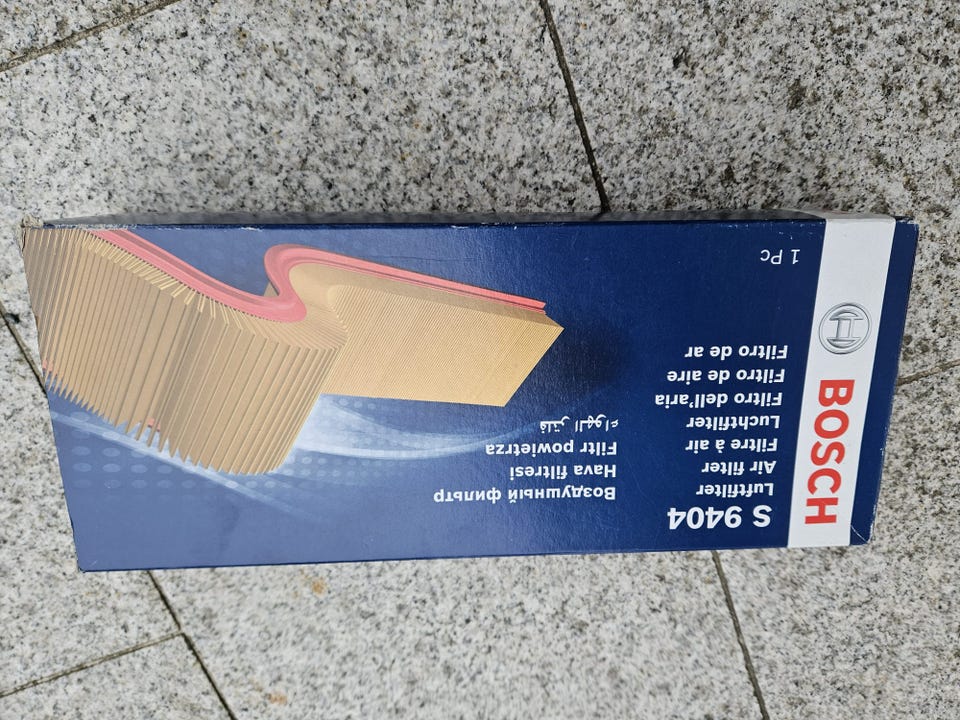 BOSCH
S 9404
Luftfilter
Air filter
Filtre à air
Luchtfilter
Filtro dell'aria
Filtro de aire
Filtro de ar
Воздушный фильтр
Hava filtresi
Filtr powietrza
فلتر الهواء
1 Pc